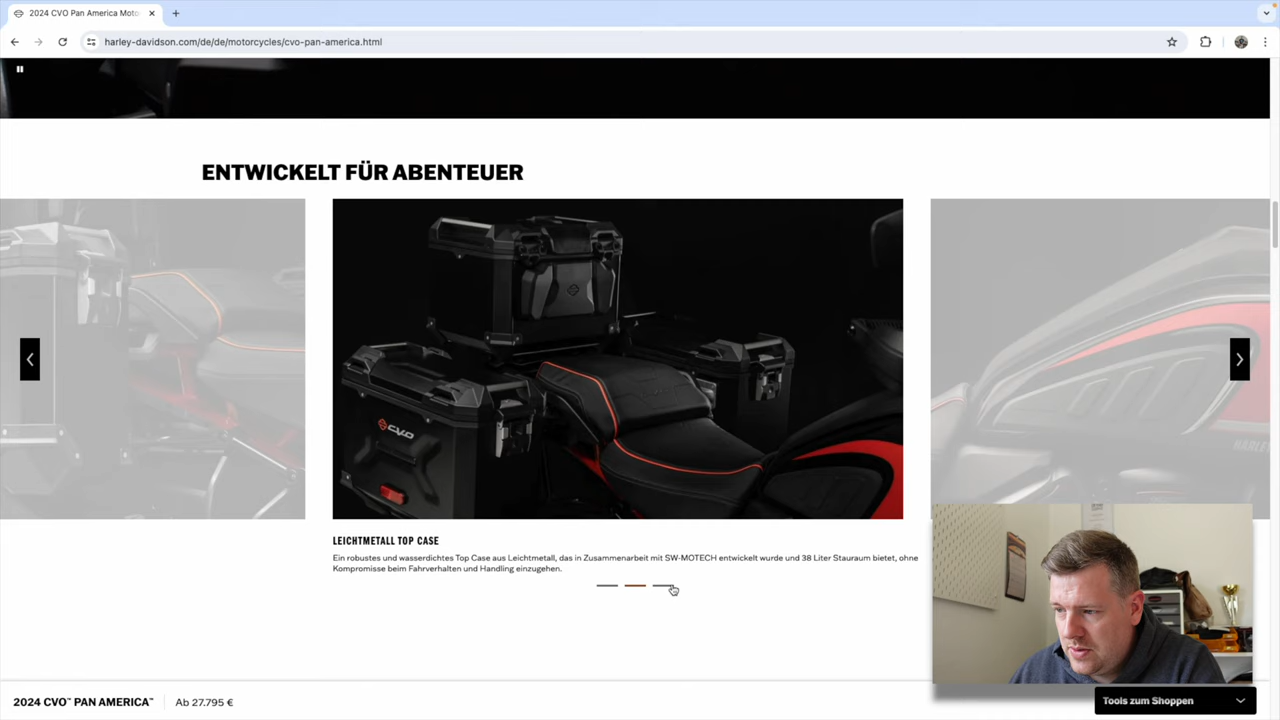 2024 CVO Pan America Moto
harley-davidson.com/de/de/motorcycles/cvo-pan-america.html
ENTWICKELT FÜR ABENTEUER
CVO
LEICHTMETALL TOP CASE
Ein robustes und wasserdichtes Top Case aus Leichtmetall, das in Zusammenarbeit mit SW-MOTECH entwickelt wurde und 38 Liter Stauraum bietet, ohne
Kompromisse beim Fahrverhalten und Handling einzugehen.
2024 CVO™ PAN AMERICA™
Ab 27.795 €
Tools zum Shoppen